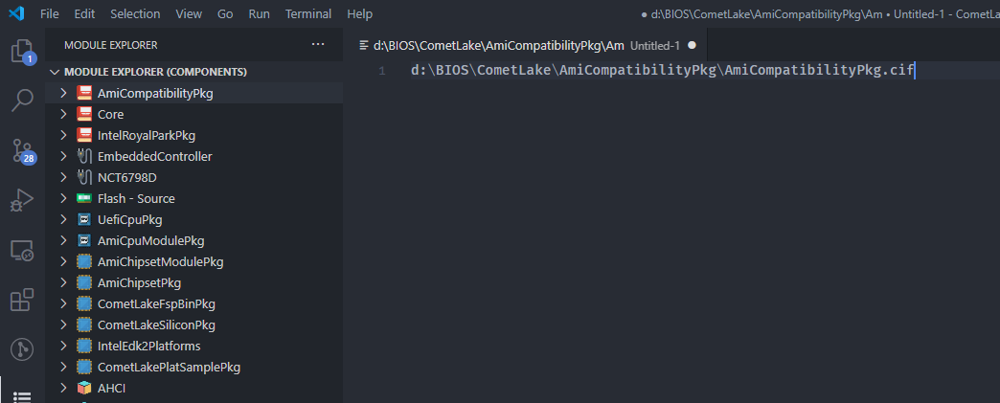 File Edit Selection View Go Run Terminal Help
● d:\BIOS\CometLake\AmiCompatibilityPkg\Am • Untitled-1 - CometLa
MODULE EXPLORER ...
MODULE EXPLORER (COMPONENTS)
AmiCompatibilityPkg
Core
IntelRoyalParkPkg
EmbeddedController
NCT6798D
Flash - Source
UefiCpuPkg
AmiCpuModulePkg
AmiChipsetModulePkg
AmiChipsetPkg
CometLakeFspBinPkg
CometLakeSiliconPkg
IntelEdk2Platforms
CometLakePlatSamplePkg
AHCI
1
28
d:\BIOS\CometLake\AmiCompatibilityPkg\Am Untitled-1 ●
1 d:\BIOS\CometLake\AmiCompatibilityPkg\AmiCompatibilityPkg.cif